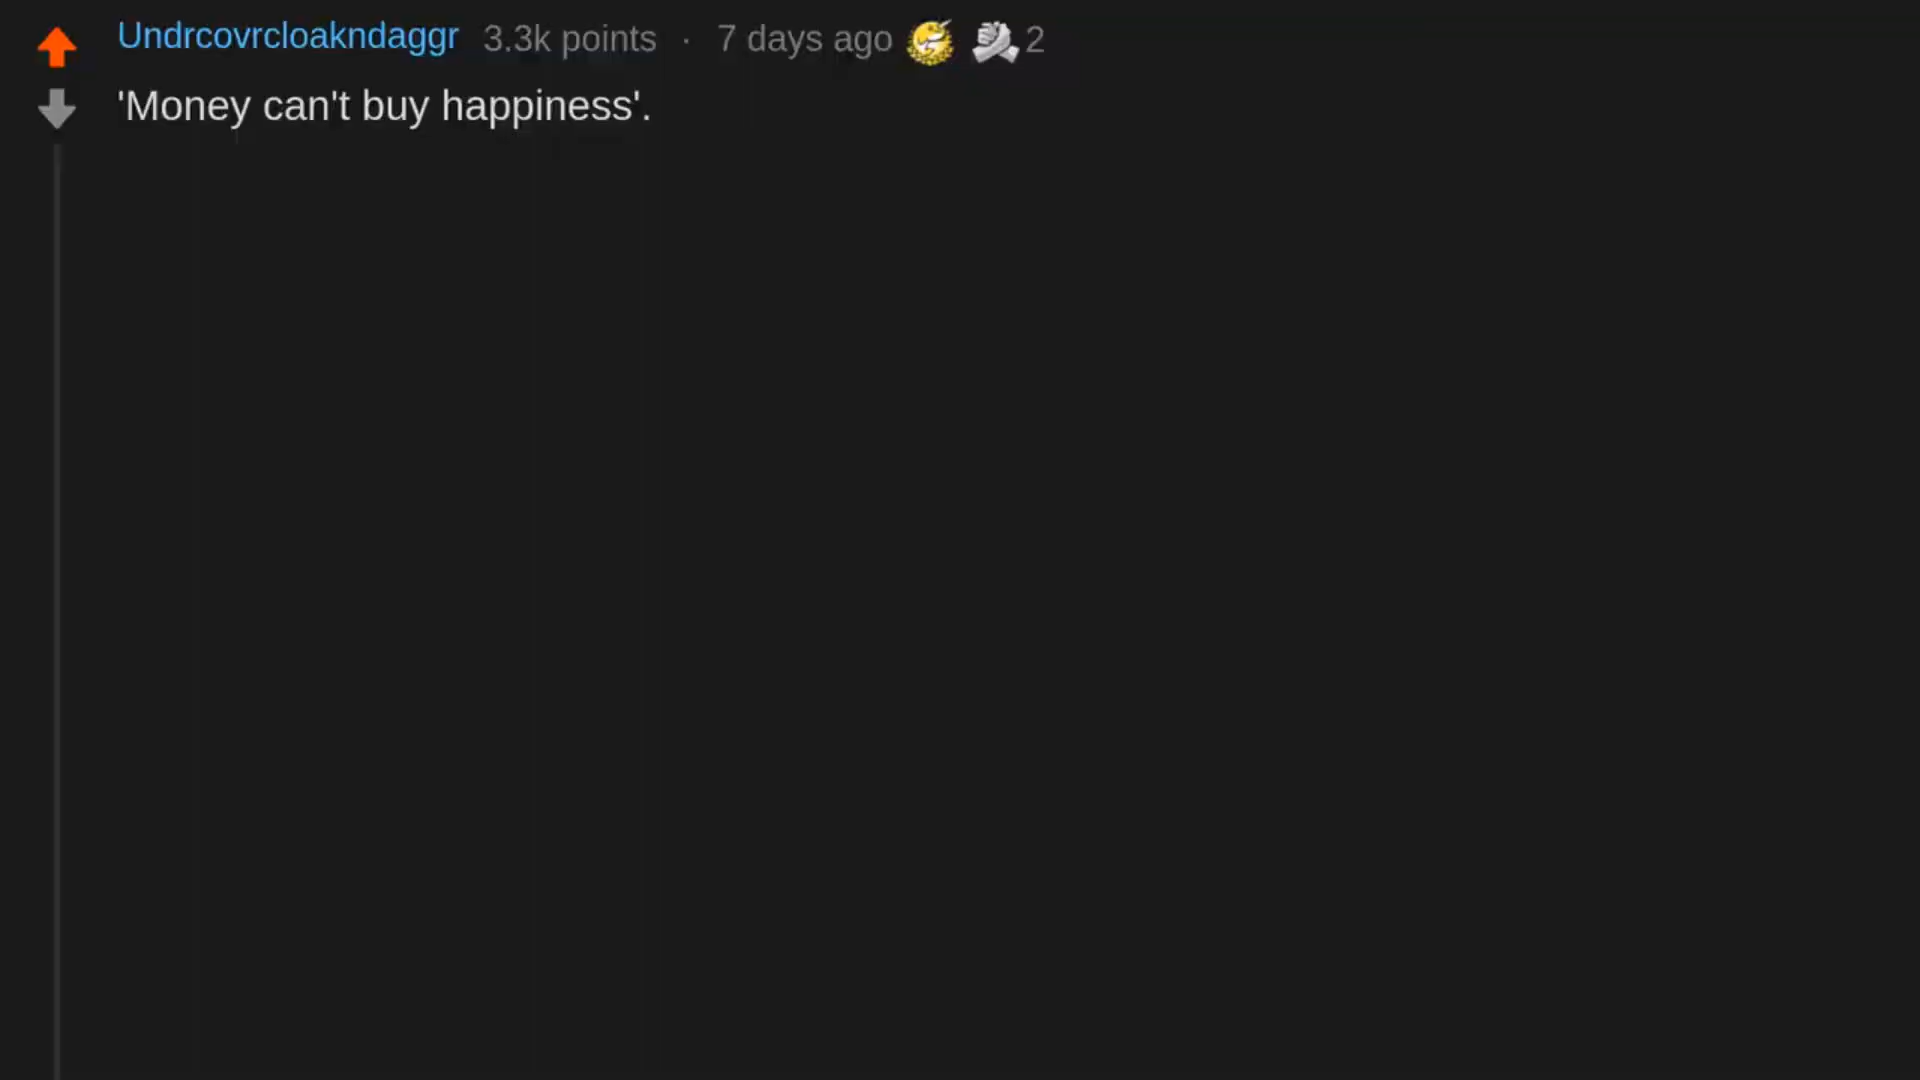 Undrcovrcloakndaggr 3.3k points · 7 days ago 2
'Money can't buy happiness'.